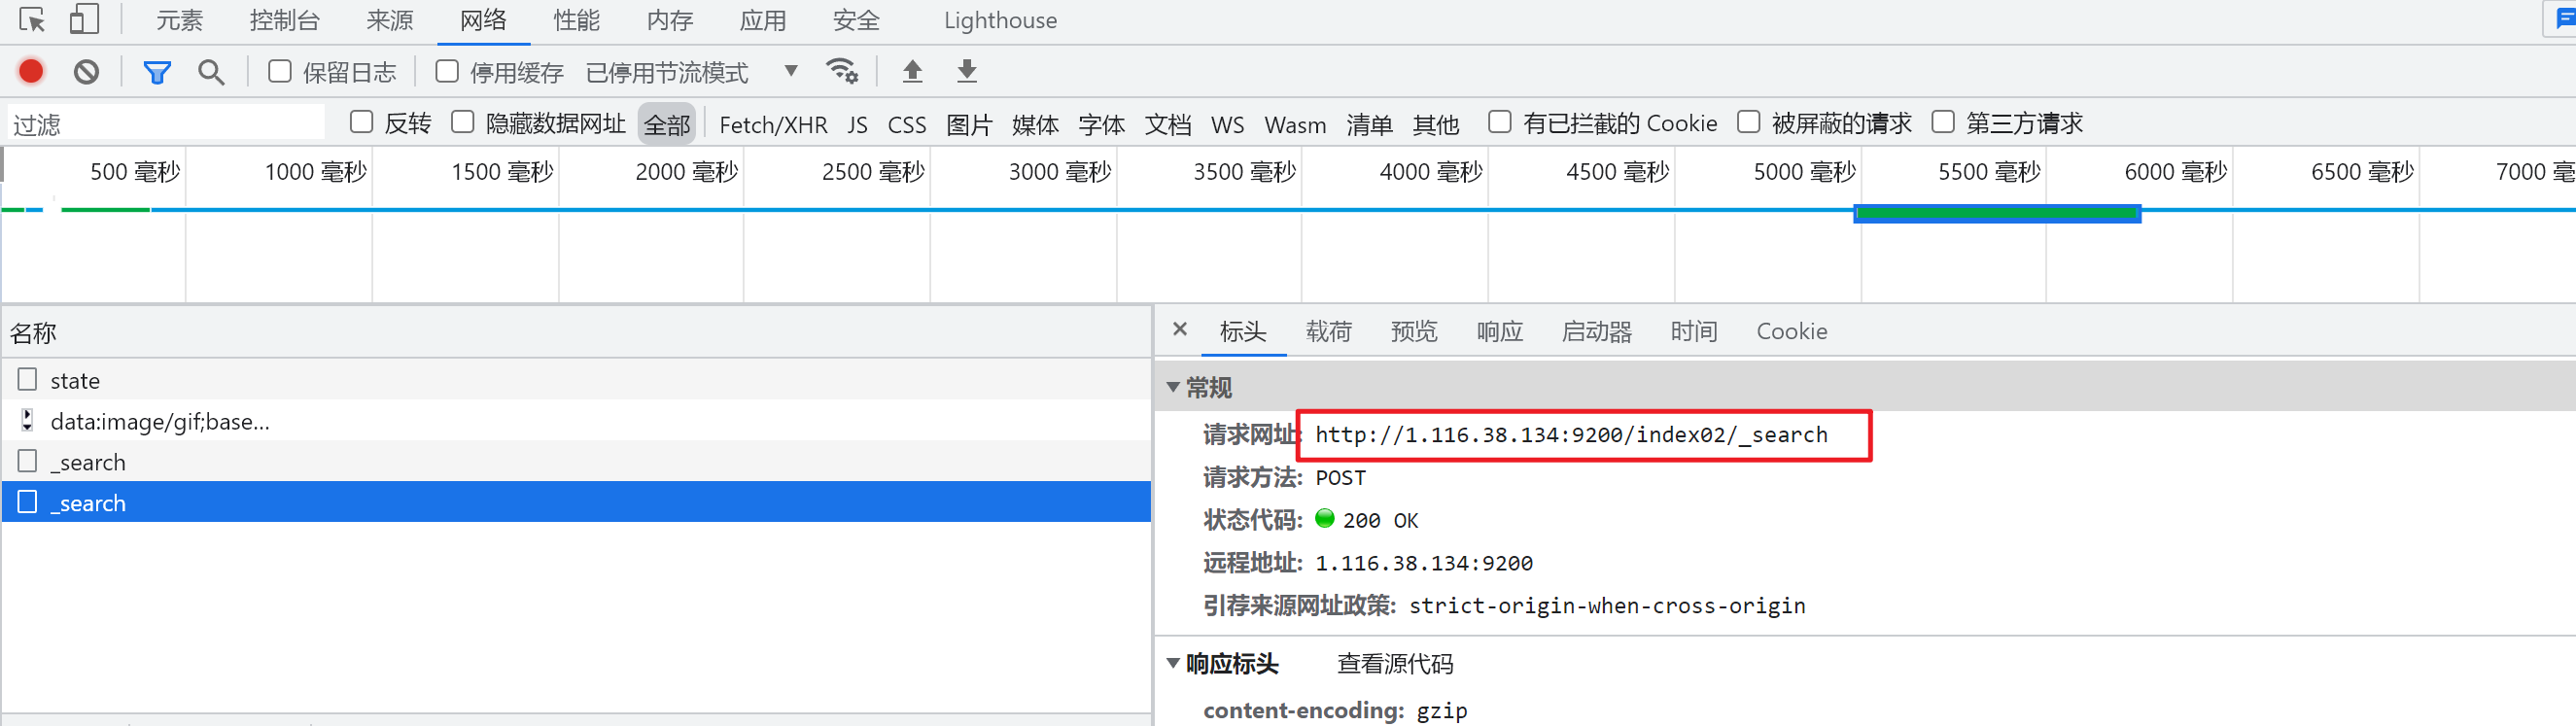 元素 控制台 来源 网络 性能 内存 应用 安全 Lighthouse
保留日志 停用缓存 已停用节流模式
过滤 反转 隐藏数据网址 全部 Fetch/XHR JS CSS 图片 媒体 字体 文档 WS Wasm 清单 其他 有已拦截的 Cookie 被屏蔽的请求 第三方请求
500 毫秒 1000 毫秒 1500 毫秒 2000 毫秒 2500 毫秒 3000 毫秒 3500 毫秒 4000 毫秒 4500 毫秒 5000 毫秒 5500 毫秒 6000 毫秒 6500 毫秒 7000 毫
名称
state
data:image/gif;base...
_search
_search
标头 载荷 预览 响应 启动器 时间 Cookie
常规
请求网址: http://1.116.38.134:9200/index02/_search
请求方法: POST
状态代码: 200 OK
远程地址: 1.116.38.134:9200
引荐来源网址政策: strict-origin-when-cross-origin
响应标头 查看源代码
content-encoding: gzip